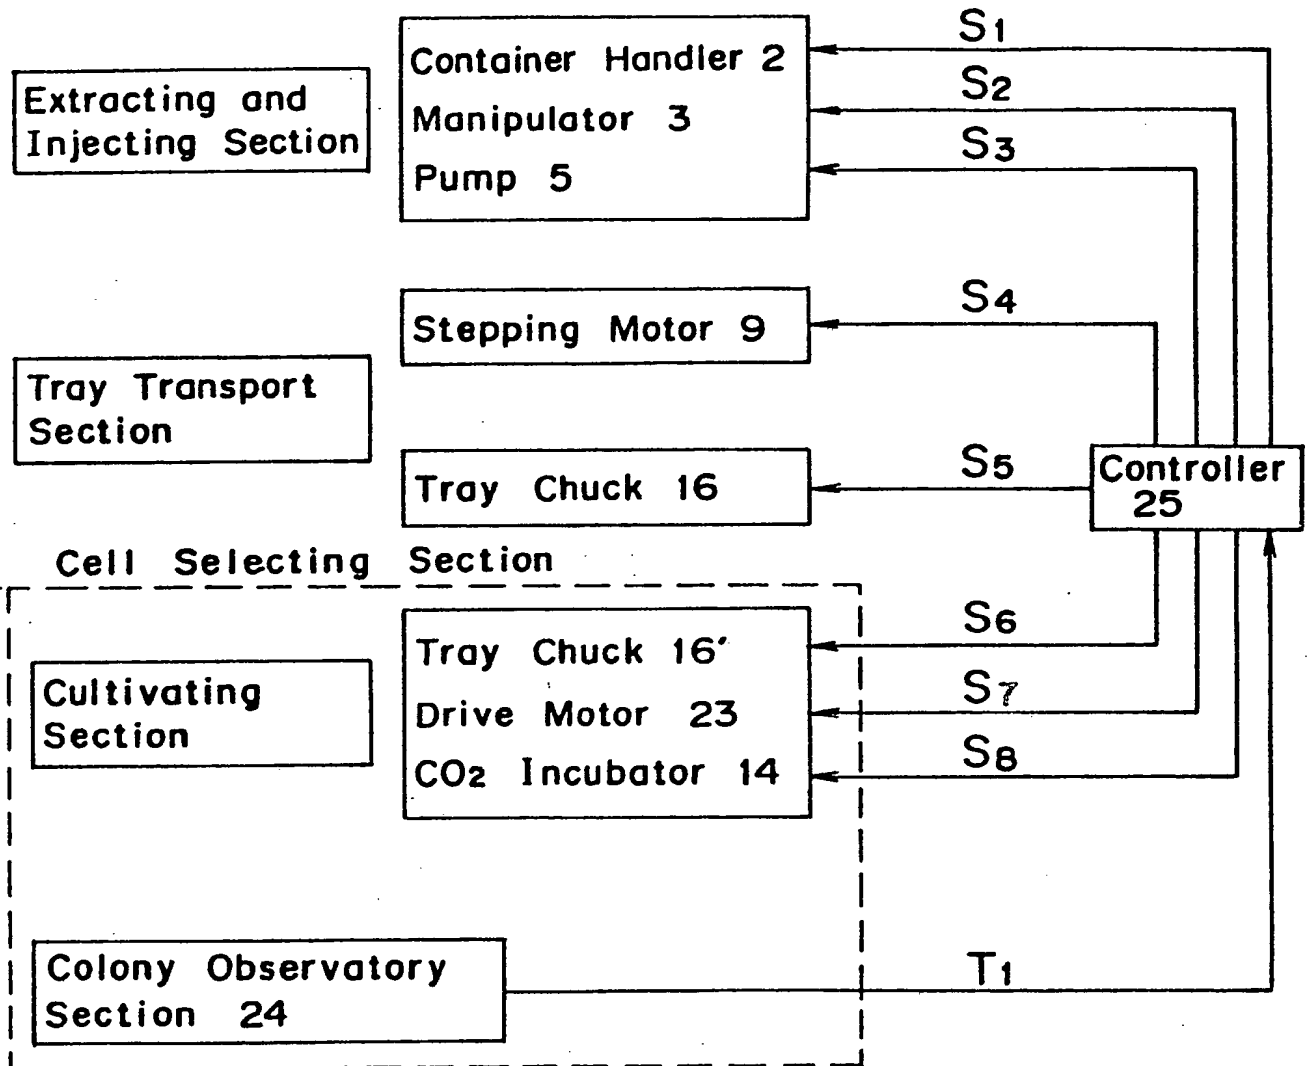 Extracting and
Injecting Section
Container Handler 2
Manipulator 3
Pump 5
S1
S2
S3
Tray Transport
Section
Stepping Motor 9
S4
Tray Chuck 16
S5
Controller
25
Cell Selecting Section
Cultivating
Section
Tray Chuck 16'
Drive Motor 23
CO2 Incubator 14
S6
S7
S8
Colony Observatory
Section 24
T1